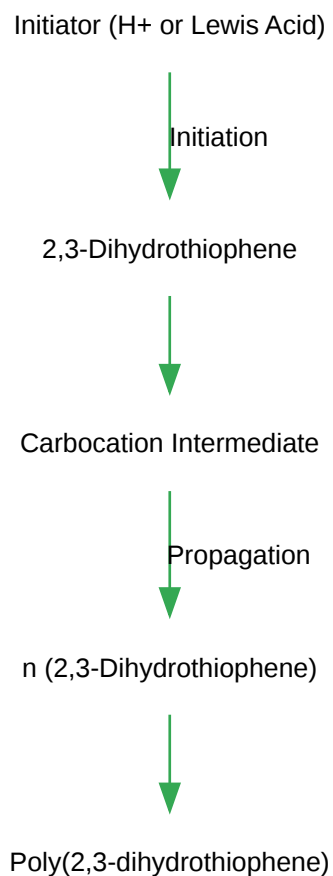 Initiator (H+ or Lewis Acid)
Initiation
2,3-Dihydrothiophene
Carbocation Intermediate
Propagation
n (2,3-Dihydrothiophene)
Poly(2,3-dihydrothiophene)